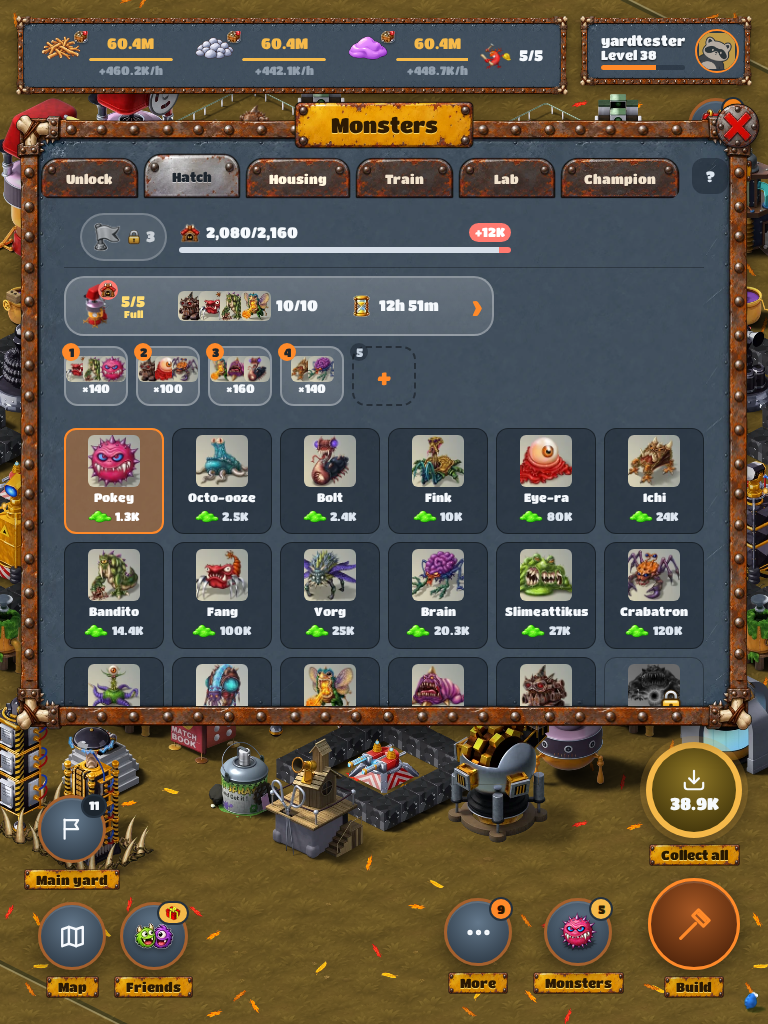 60.4M
+460.2K/h
60.4M
+442.1K/h
60.4M
+448.7K/h
5/5
yardtester
Level 38
Monsters
Unlock
Hatch
Housing
Train
Lab
Champion
?
3
2,080/2,160
+12K
5/5
Full
10/10
12h 51m
1
×140
2
×100
3
×160
4
×140
5
+
Pokey
1.3K
Octo-ooze
2.5K
Bolt
2.4K
Fink
10K
Eye-ra
80K
Ichi
24K
Bandito
14.4K
Fang
100K
Vorg
25K
Brain
20.3K
Slimeattikus
27K
Crabatron
120K
MATCH
BOOK
38.9K
Collect all
11
Main yard
Map
Friends
9
More
5
Monsters
Build